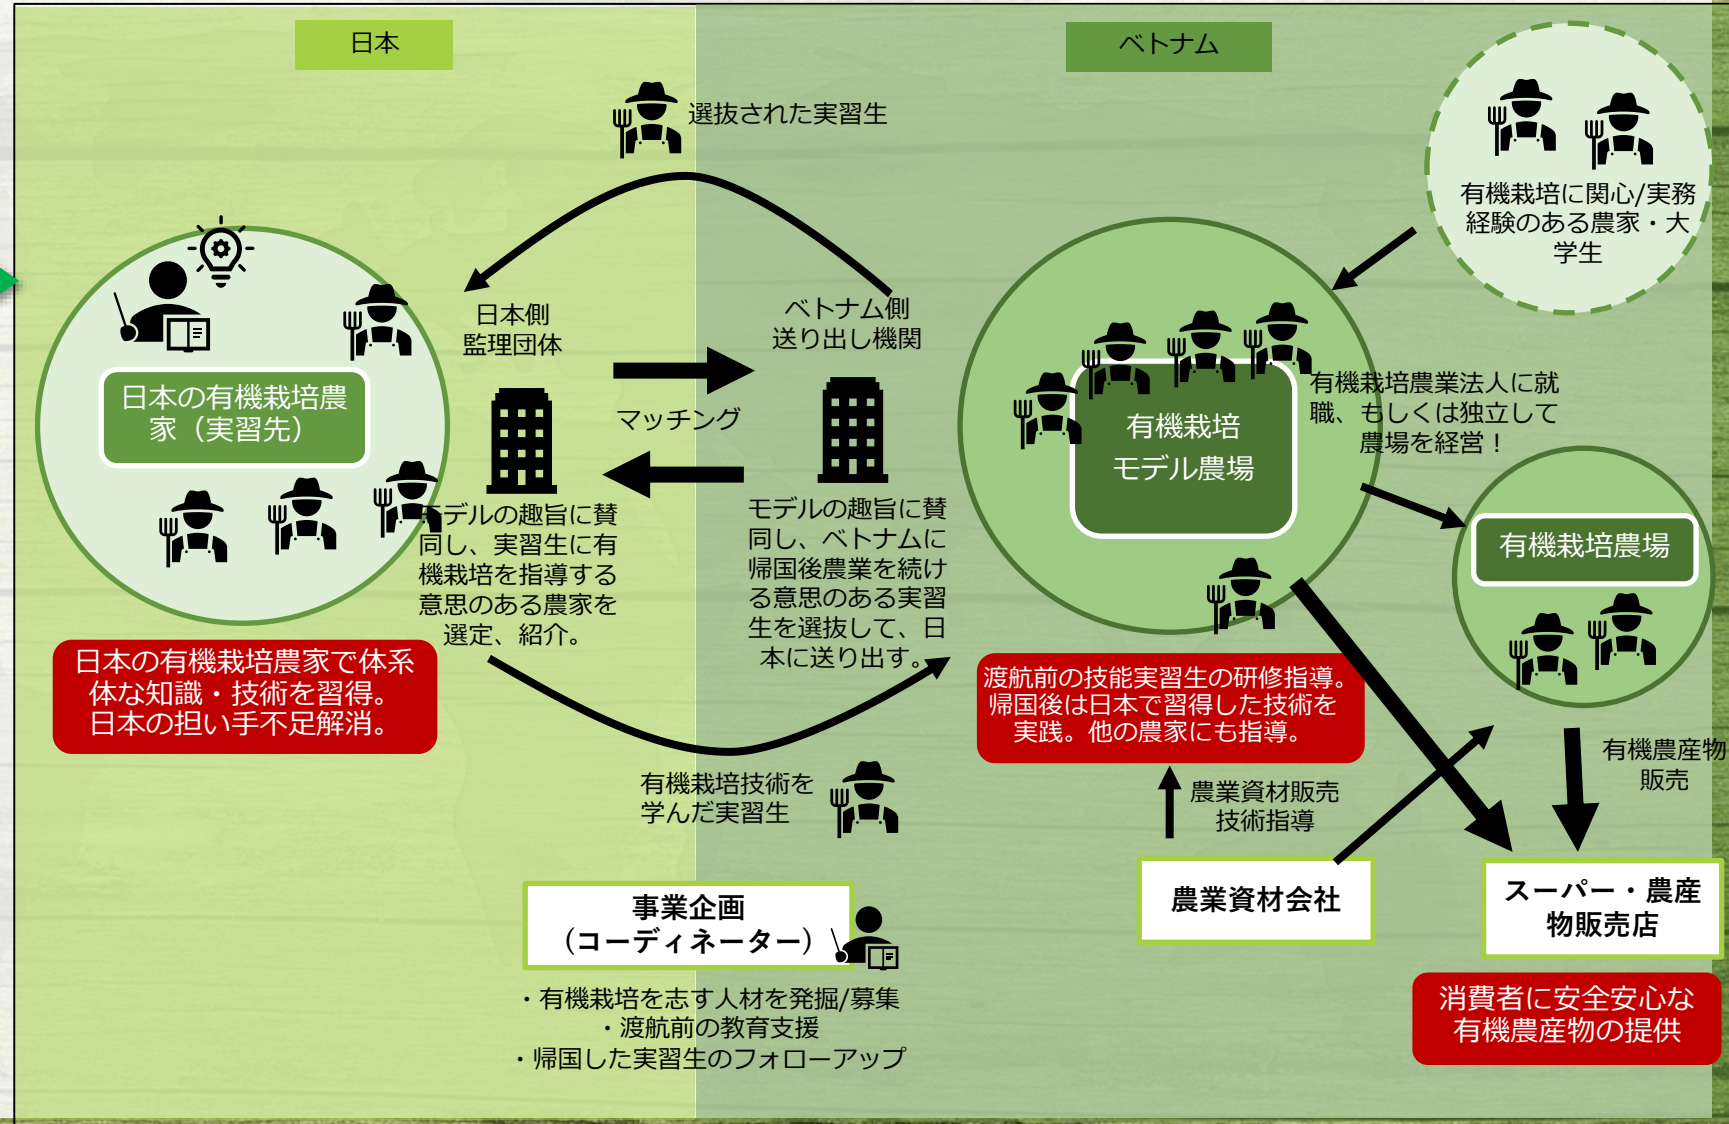 日本
ベトナム
選抜された実習生
有機栽培に関心/実務
経験のある農家・大
学生
日本側
監理団体
ベトナム側
送り出し機関
マッチング
日本の有機栽培農
家（実習先）
有機栽培
モデル農場
有機栽培農業法人に就
職、もしくは独立して
農場を経営！
有機栽培農場
モデルの趣旨に賛
同し、実習生に有
機栽培を指導する
意思のある農家を
選定、紹介。
モデルの趣旨に賛
同し、ベトナムに
帰国後農業を続け
る意思のある実習
生を選抜して、日
本に送り出す。
日本の有機栽培農家で体系
体な知識・技術を習得。
日本の担い手不足解消。
渡航前の技能実習生の研修指導。
帰国後は日本で習得した技術を
実践。他の農家にも指導。
有機栽培技術を
学んだ実習生
農業資材販売
技術指導
有機農産物
販売
事業企画
（コーディネーター）
農業資材会社
スーパー・農産
物販売店
・有機栽培を志す人材を発掘/募集
・渡航前の教育支援
・帰国した実習生のフォローアップ
消費者に安全安心な
有機農産物の提供